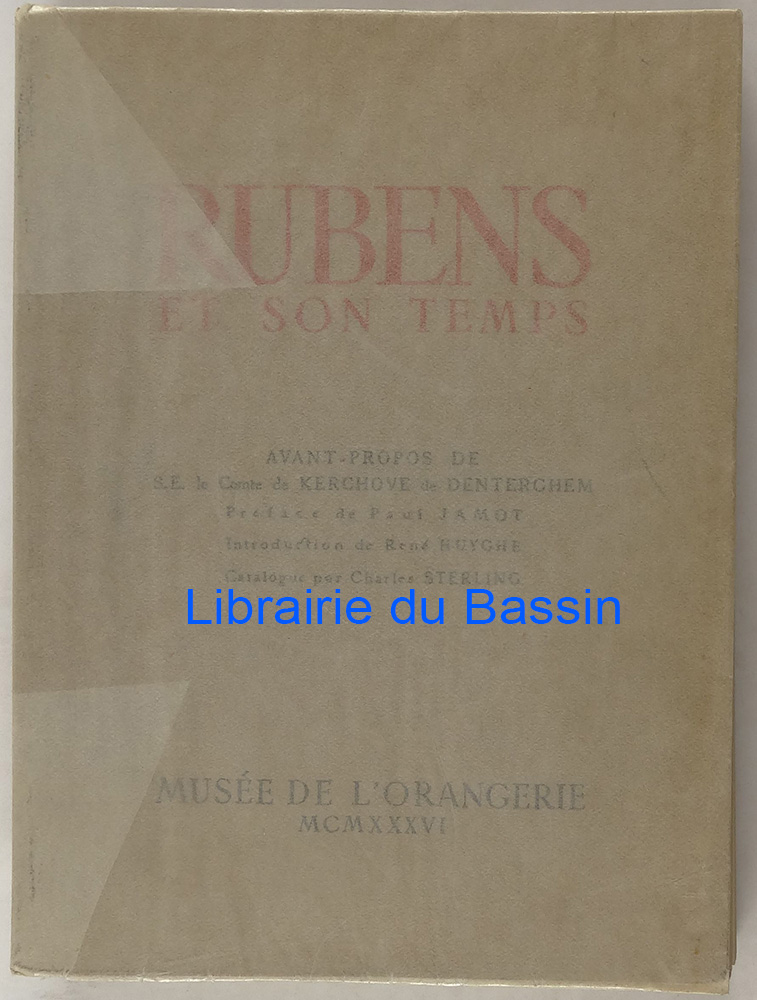 RUBENS
ET SON TEMPS
AVANT-PROPOS DE
S.E. le Comte de KERCHOVE de DENTERGHEM
Préface de Paul JAMOT
Introduction de René HUYGHE
Catalogue par Charles STERLING
Librairie du Bassin
MUSÉE DE L'ORANGERIE
MCMXXXVI